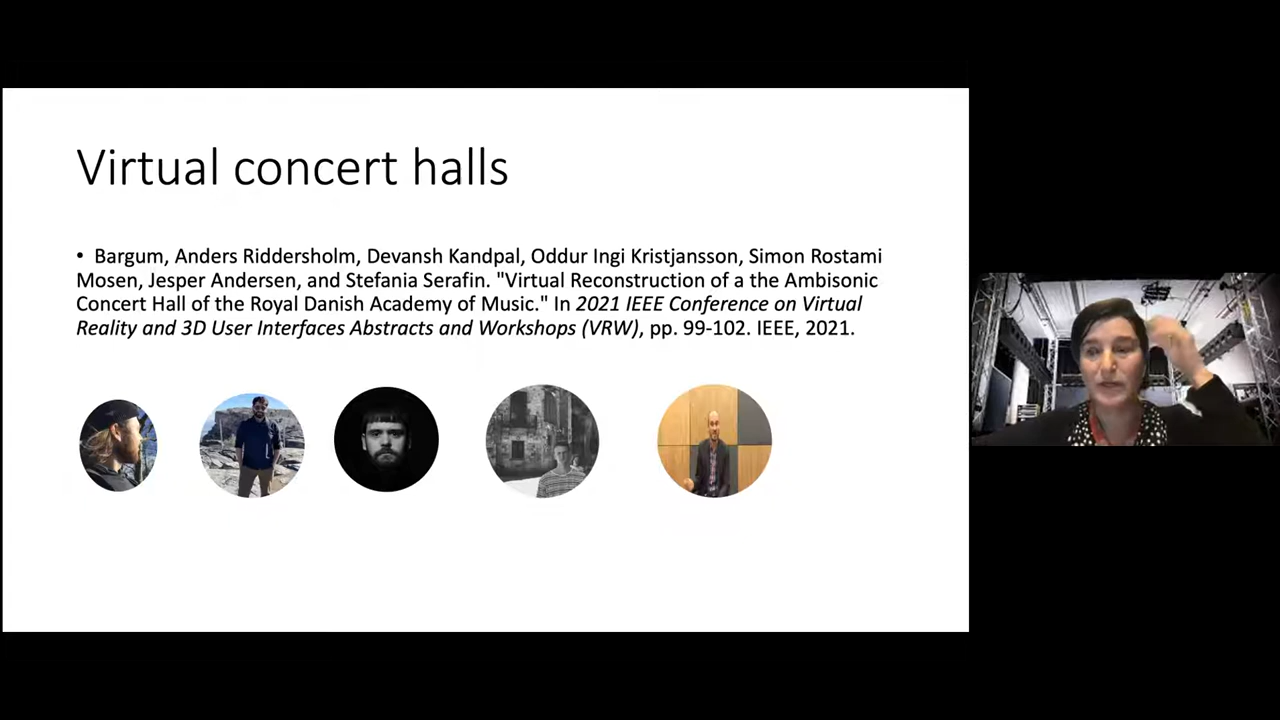 Virtual concert halls
• Bargum, Anders Riddersholm, Devansh Kandpal, Oddur Ingi Kristjansson, Simon Rostami
Mosen, Jesper Andersen, and Stefania Serafin. "Virtual Reconstruction of a the Ambisonic
Concert Hall of the Royal Danish Academy of Music." In 2021 IEEE Conference on Virtual
Reality and 3D User Interfaces Abstracts and Workshops (VRW), pp. 99-102. IEEE, 2021.